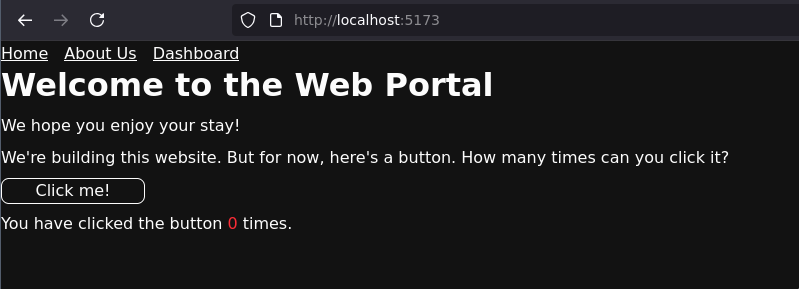 http://localhost:5173
Home About Us Dashboard
Welcome to the Web Portal
We hope you enjoy your stay!
We're building this website. But for now, here's a button. How many times can you click it?
Click me!
You have clicked the button 0 times.